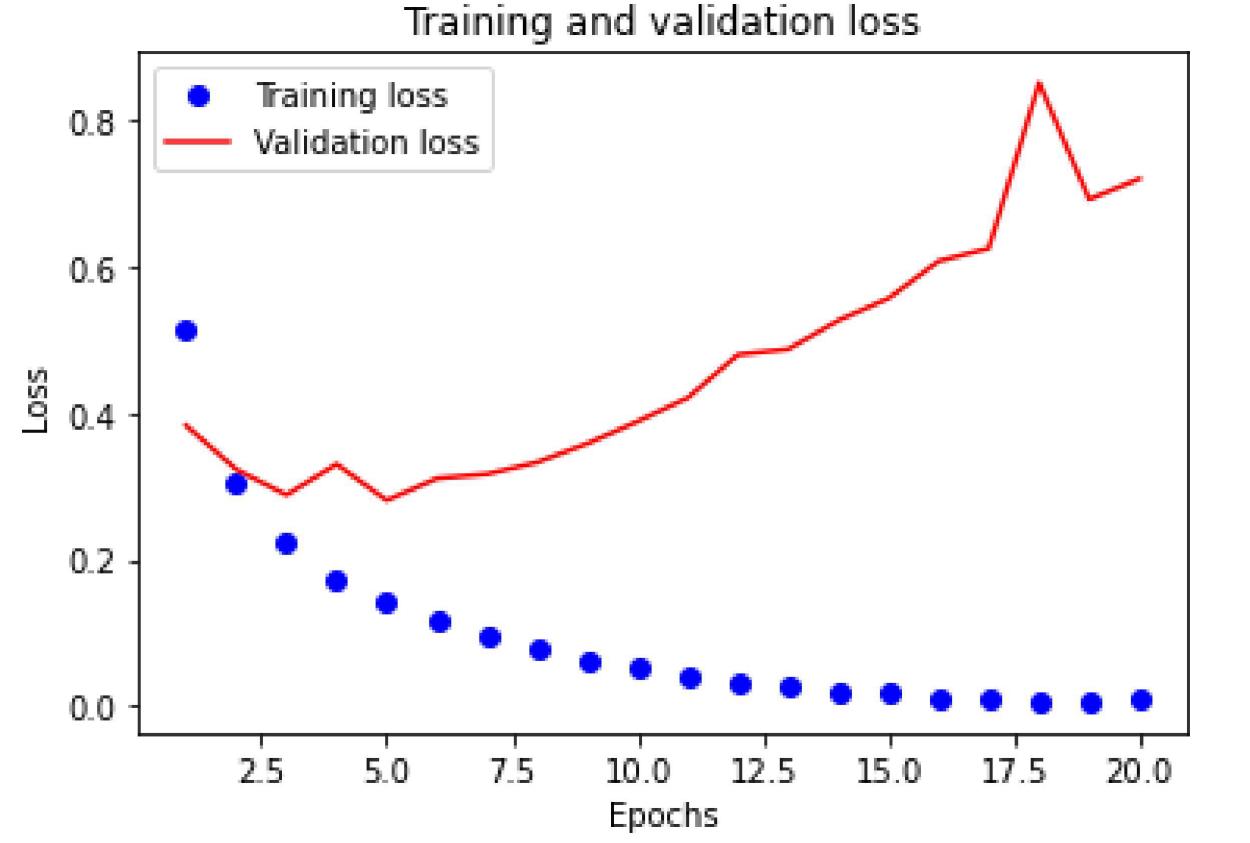 Training and validation loss
Training loss
Validation loss
0.8
0.6
0.4
0.2
0.0
Loss
2.5 5.0 7.5 10.0 12.5 15.0 17.5 20.0
Epochs